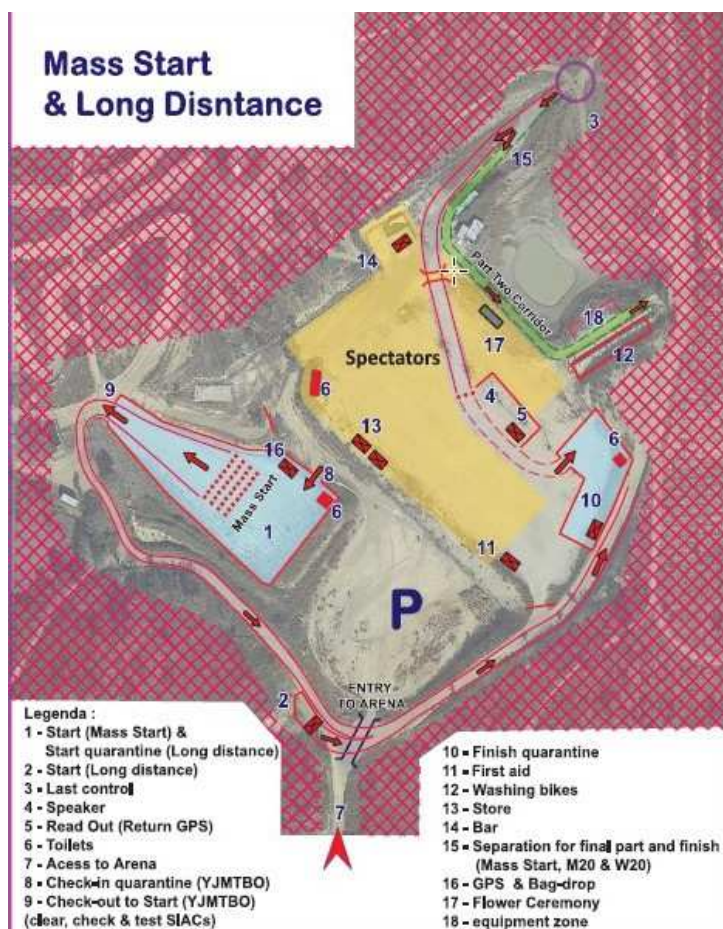 Mass Start
& Long Disntance
3
15
14
Part Two Corridor
18
12
17
Spectators
4
5
6
9
13
16
8
6
Mass Start
1
6
10
11
P
ENTRY
TO ARENA
2
7
Legenda :
1 - Start (Mass Start) &
Start quarantine (Long distance)
2 - Start (Long distance)
3 - Last control
4 - Speaker
5 - Read Out (Return GPS)
6 - Toilets
7 - Acess to Arena
8 - Check-in quarantine (YJMTBO)
9 - Check-out to Start (YJMTBO)
(clear, check & test SIACs)
10 - Finish quarantine
11 - First aid
12 - Washing bikes
13 - Store
14 - Bar
15 - Separation for final part and finish
(Mass Start, M20 & W20)
16 - GPS & Bag-drop
17 - Flower Ceremony
18 - equipment zone